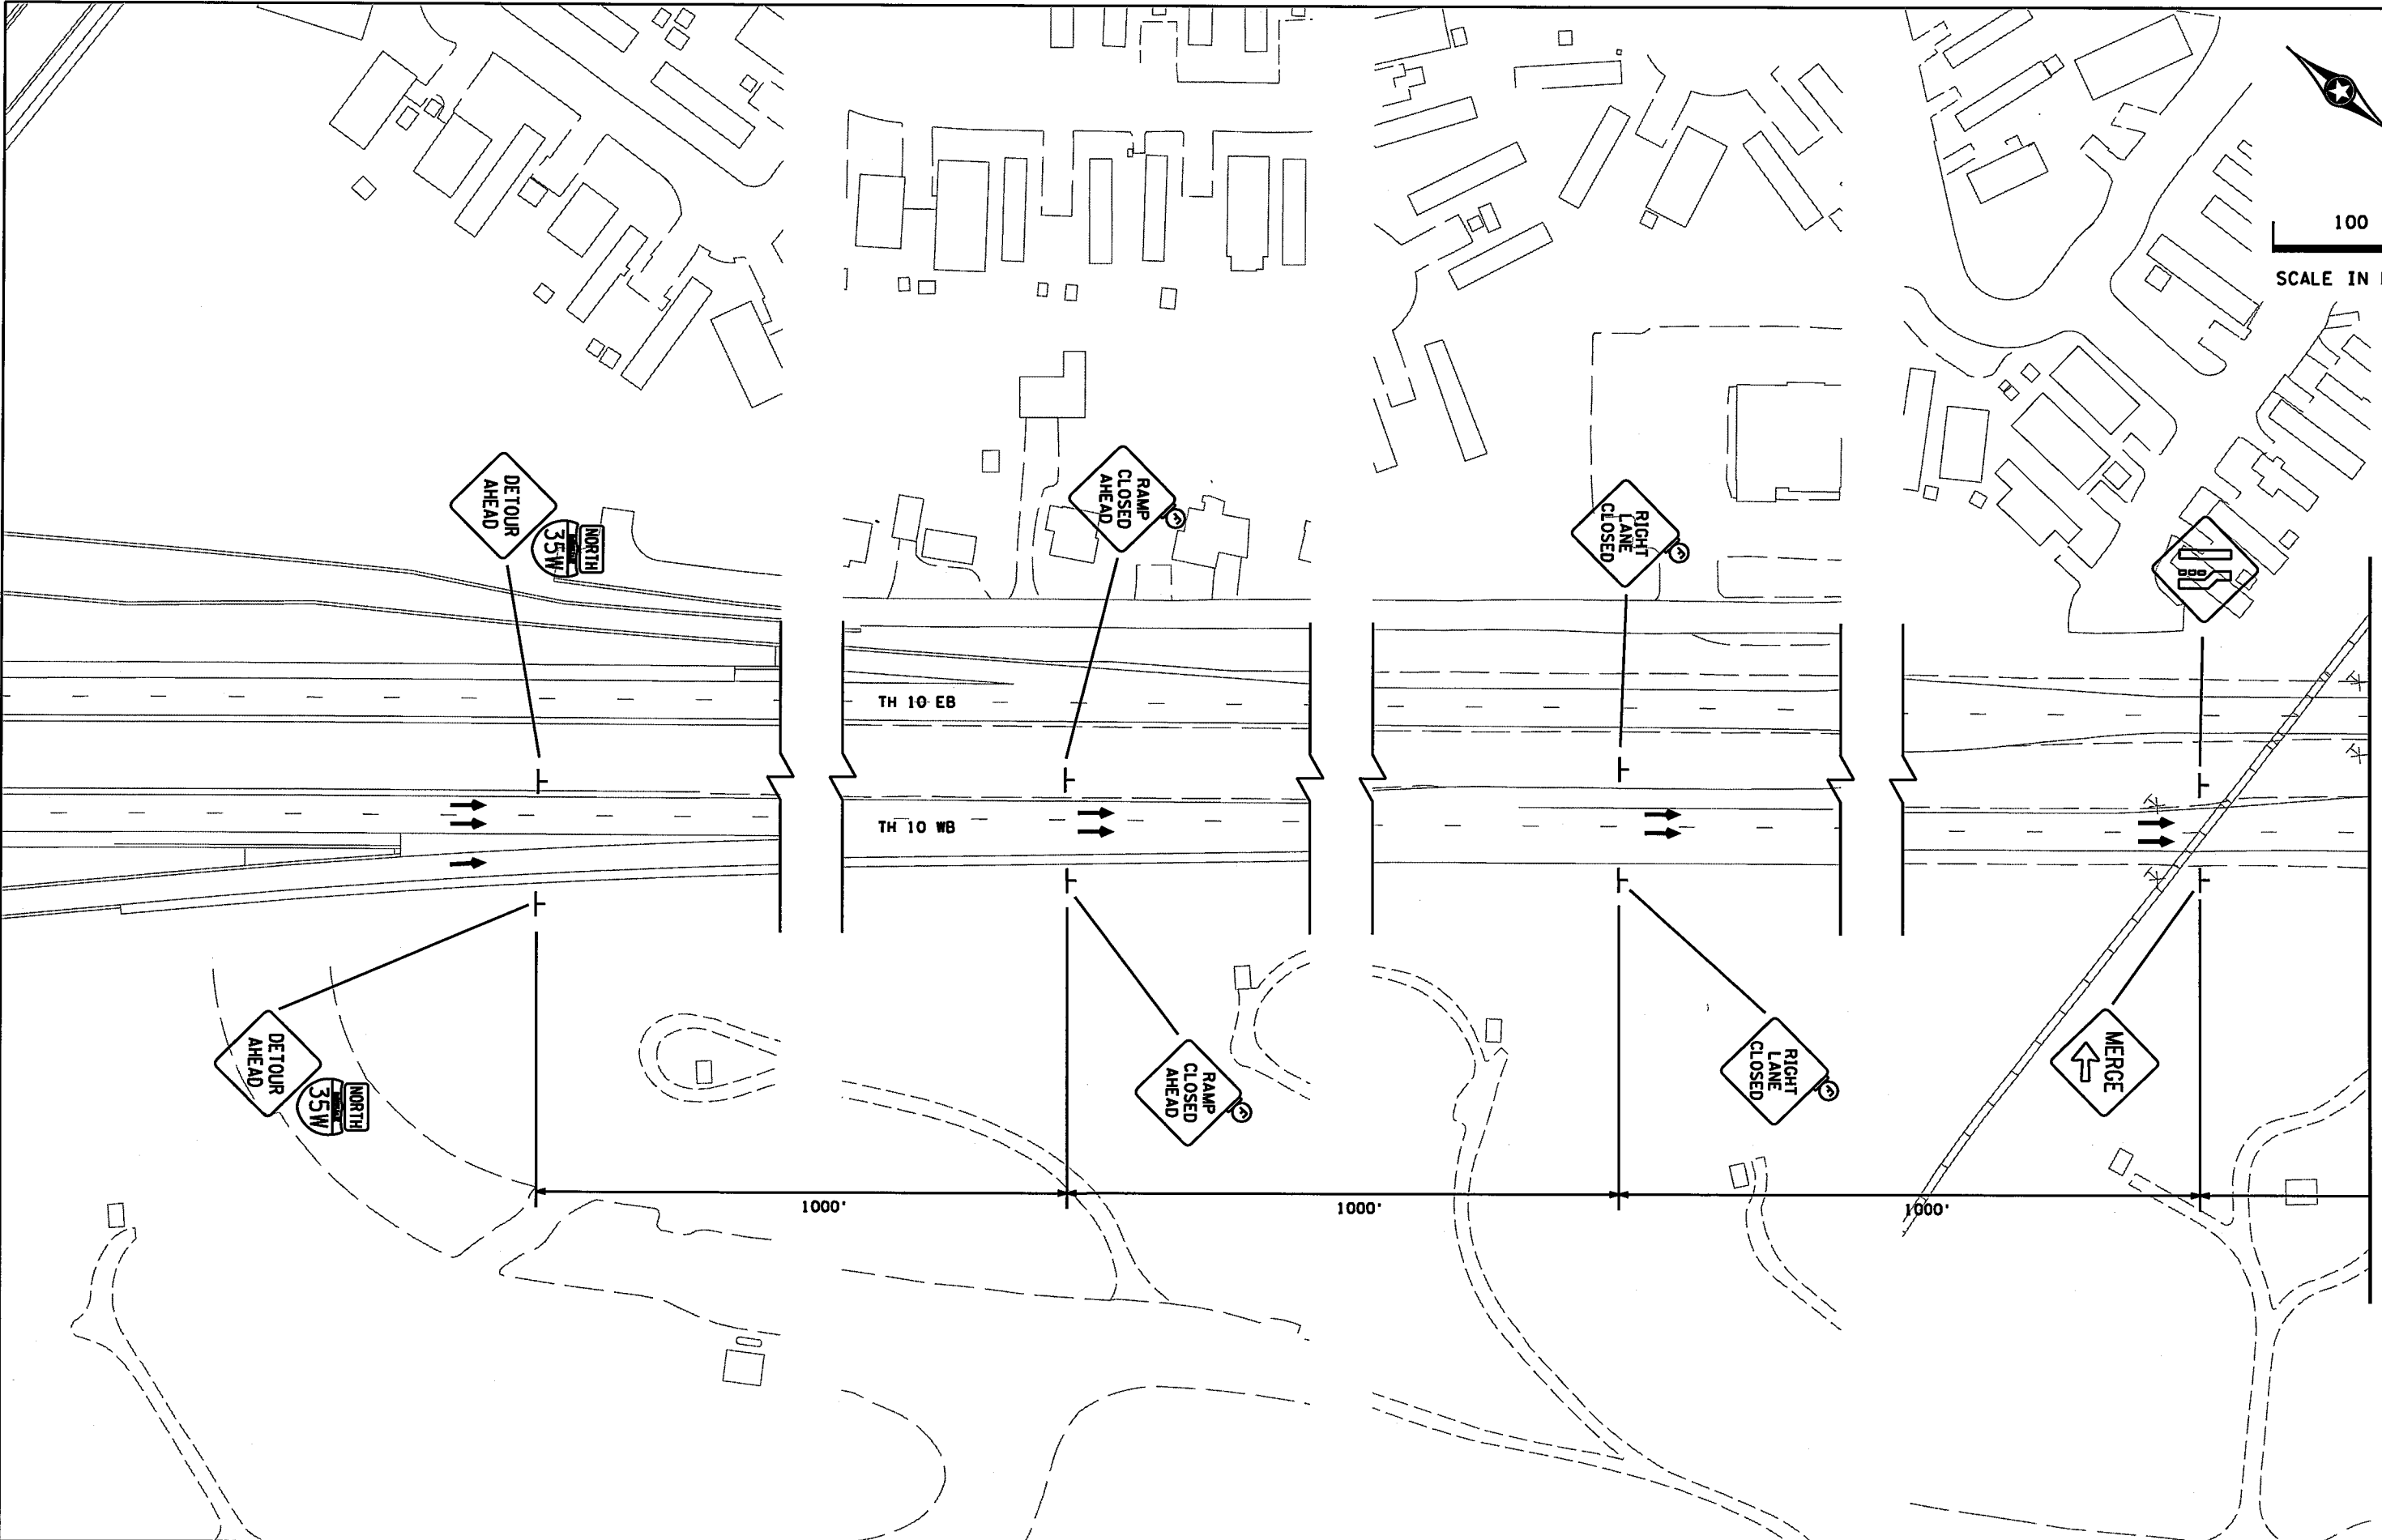 100
SCALE IN
DETOUR
AHEAD
NORTH
35W
RAMP
CLOSED
AHEAD
F
RIGHT
LANE
CLOSED
F
TH 10 EB
TH 10 WB
DETOUR
AHEAD
NORTH
35W
RAMP
CLOSED
AHEAD
F
RIGHT
LANE
CLOSED
F
MERGE
1000'
1000'
1000'